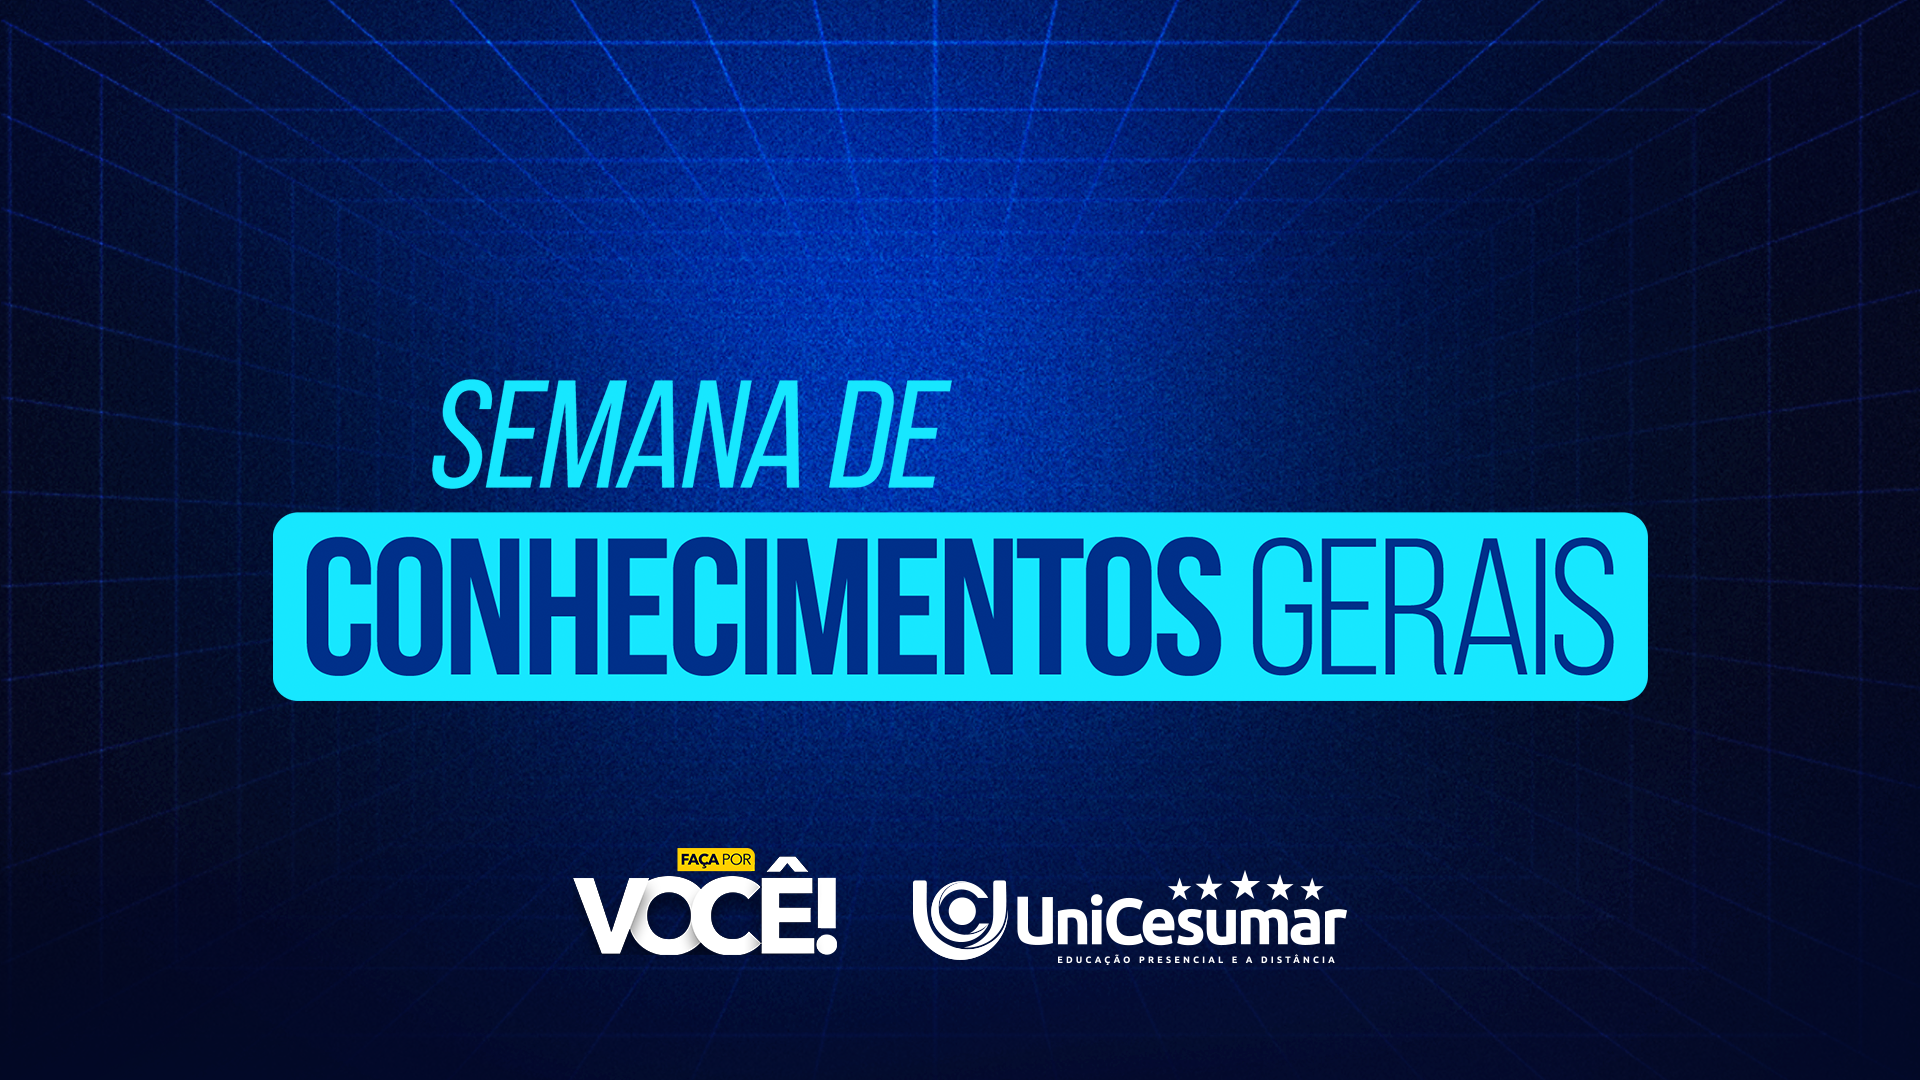 SEMANA DE
CONHECIMENTOS GERAIS
FAÇA POR
VOCÊ!
UniCesumar
EDUCAÇÃO PRESENCIAL E A DISTÂNCIA